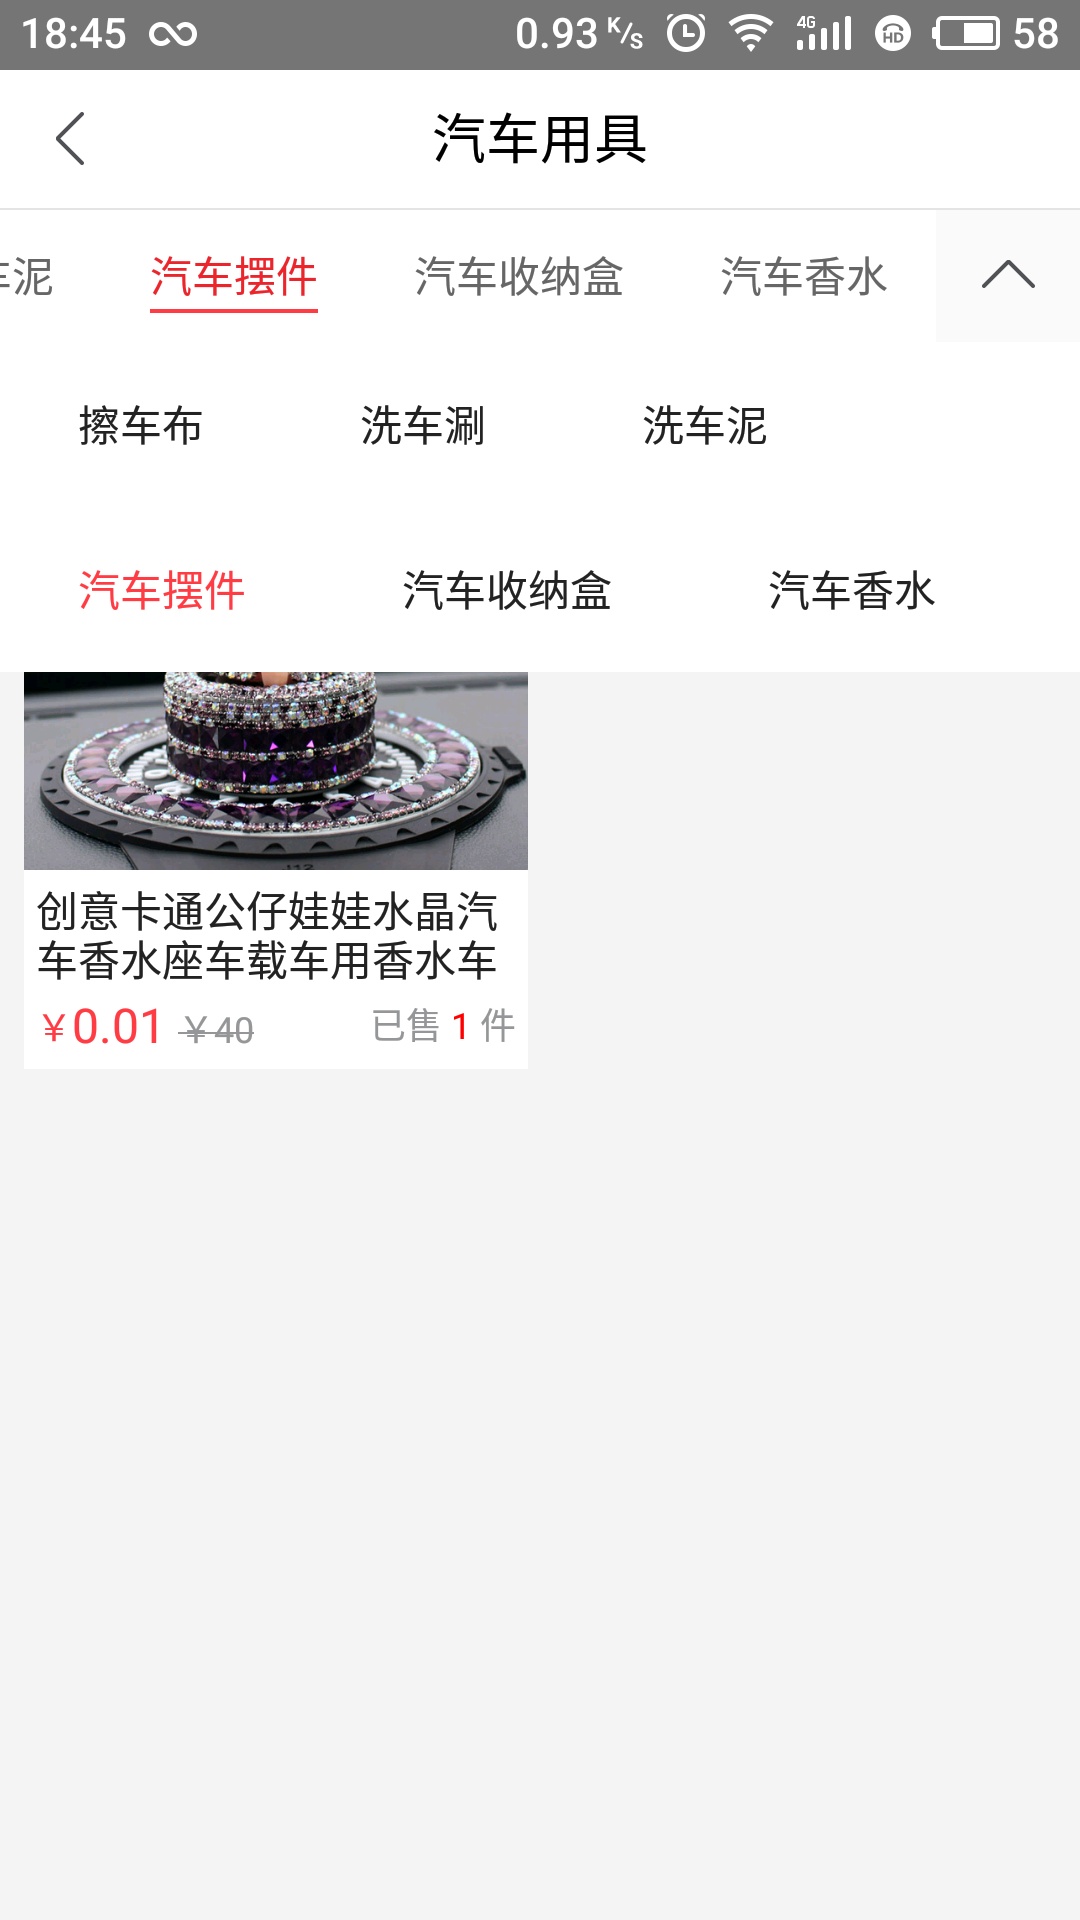 18:45 0.93 K/s 4G HD 58
汽车用具
泥 汽车摆件 汽车收纳盒 汽车香水
擦车布 洗车涮 洗车泥
汽车摆件 汽车收纳盒 汽车香水
创意卡通公仔娃娃水晶汽
车香水座车载车用香水车
￥0.01 ￥40 已售 1 件